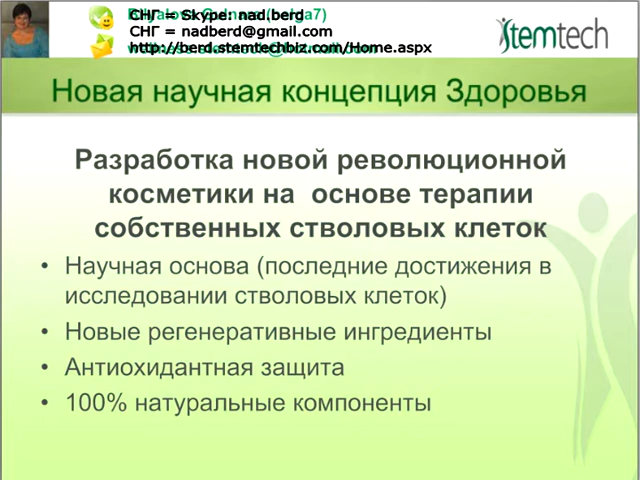 СНГ = Skype: nad.berg
СНГ = nadberd@gmail.com
http://berd.stemtechbiz.com/Home.aspx
Stemtech
Новая научная концепция Здоровья
Разработка новой революционной
косметики на основе терапии
собственных стволовых клеток
• Научная основа (последние достижения в
исследовании стволовых клеток)
• Новые регенеративные ингредиенты
• Антиохидантная защита
• 100% натуральные компоненты